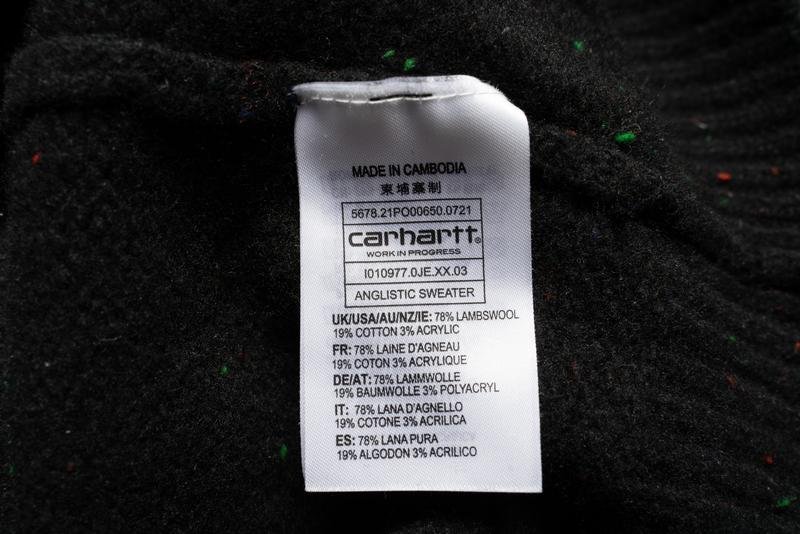 MADE IN CAMBODIA
柬埔寨制
5678.21PO00650.0721
carhartt®
WORK IN PROGRESS
I010977.0JE.XX.03
ANGLISTIC SWEATER
UK/USA/AU/NZ/IE: 78% LAMBSWOOL
19% COTTON 3% ACRYLIC
FR: 78% LAINE D'AGNEAU
19% COTON 3% ACRYLIQUE
DE/AT: 78% LAMMWOLLE
19% BAUMWOLLE 3% POLYACRYL
IT: 78% LANA D'AGNELLO
19% COTONE 3% ACRILICA
ES: 78% LANA PURA
19% ALGODON 3% ACRILICO